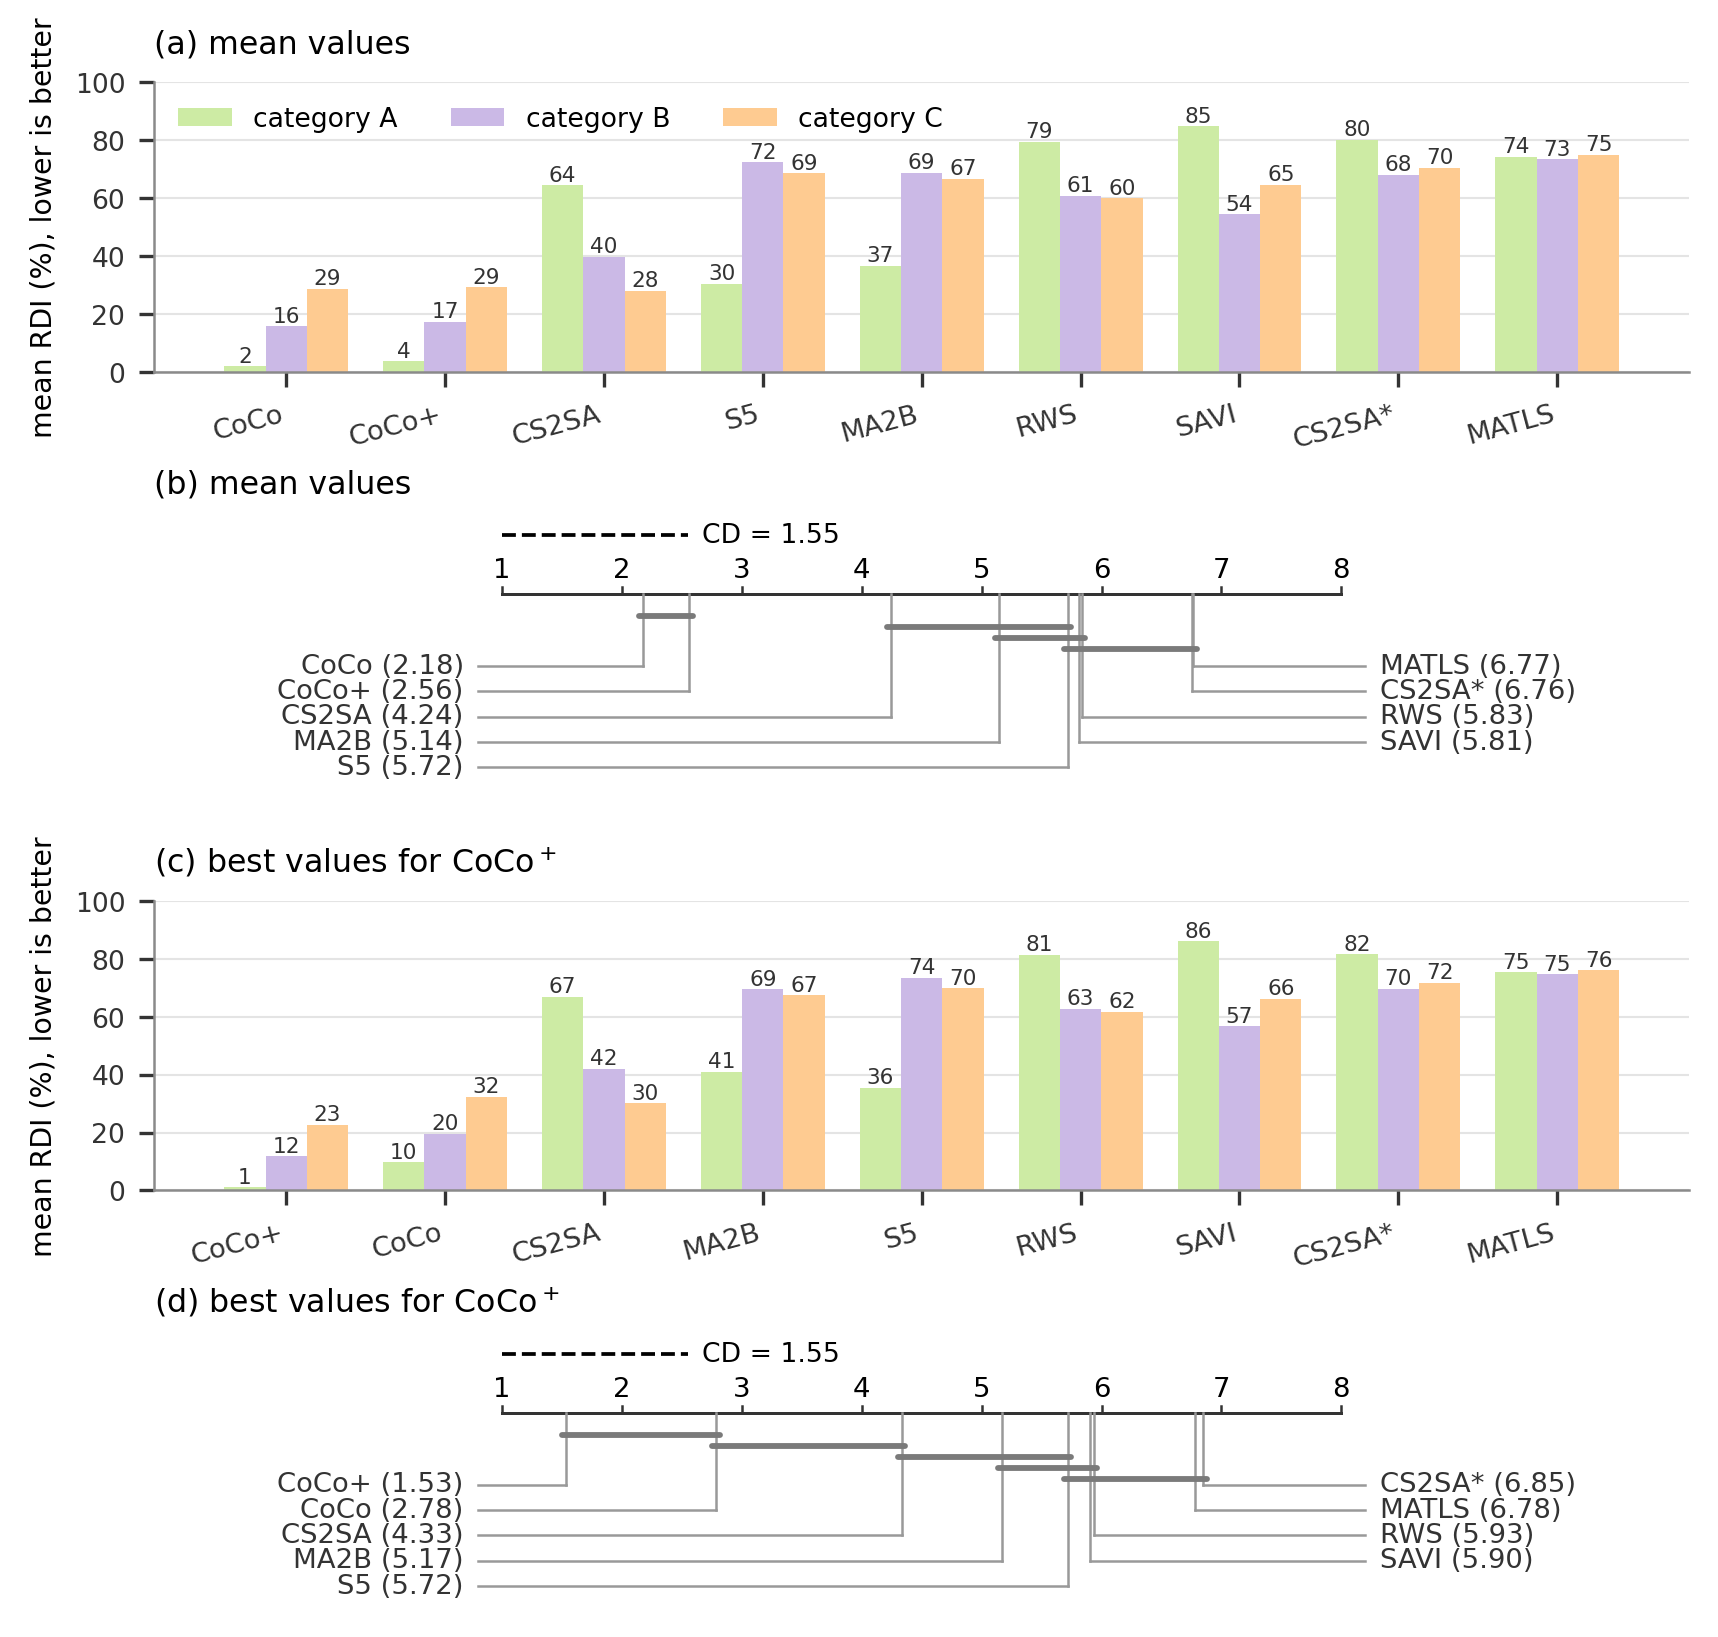 (a) mean values
mean RDI (%), lower is better
100
80
60
40
20
0
category A category B category C
2 16 29
4 17 29
64 40 28
30 72 69
37 69 67
79 61 60
85 54 65
80 68 70
74 73 75
CoCo CoCo+ CS2SA S5 MA2B RWS SAVI CS2SA* MATLS
(b) mean values
CD = 1.55
1 2 3 4 5 6 7 8
CoCo (2.18)
CoCo+ (2.56)
CS2SA (4.24)
MA2B (5.14)
S5 (5.72)
MATLS (6.77)
CS2SA* (6.76)
RWS (5.83)
SAVI (5.81)
(c) best values for CoCo⁺
mean RDI (%), lower is better
100
80
60
40
20
0
1 12 23
10 20 32
67 42 30
41 69 67
36 74 70
81 63 62
86 57 66
82 70 72
75 75 76
CoCo+ CoCo CS2SA MA2B S5 RWS SAVI CS2SA* MATLS
(d) best values for CoCo⁺
CD = 1.55
1 2 3 4 5 6 7 8
CoCo+ (1.53)
CoCo (2.78)
CS2SA (4.33)
MA2B (5.17)
S5 (5.72)
CS2SA* (6.85)
MATLS (6.78)
RWS (5.93)
SAVI (5.90)